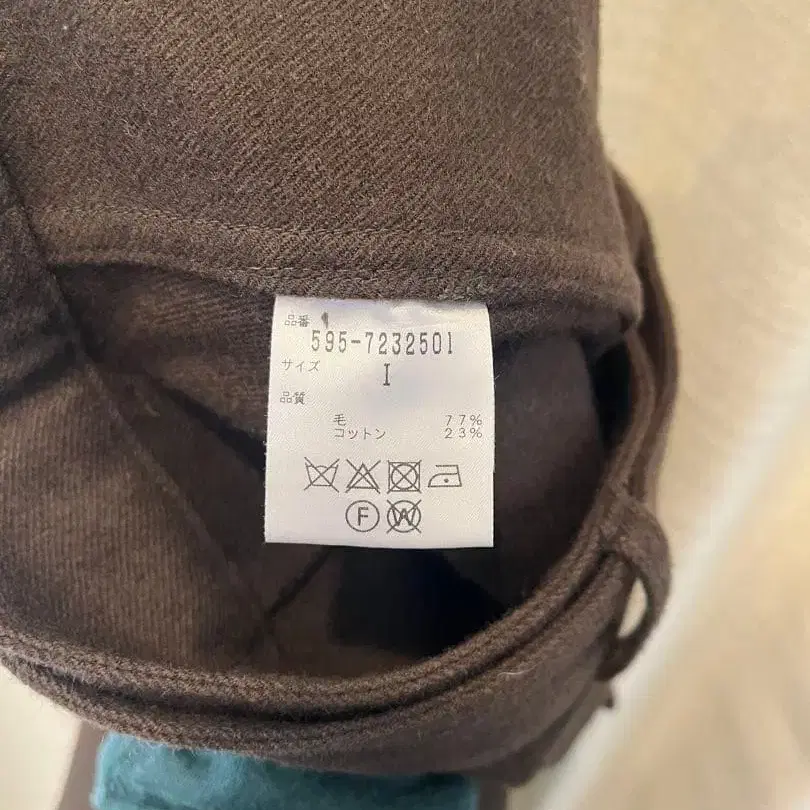 品番
595-7232501
サイズ
I
品質
毛 77%
コットン 23%
F W